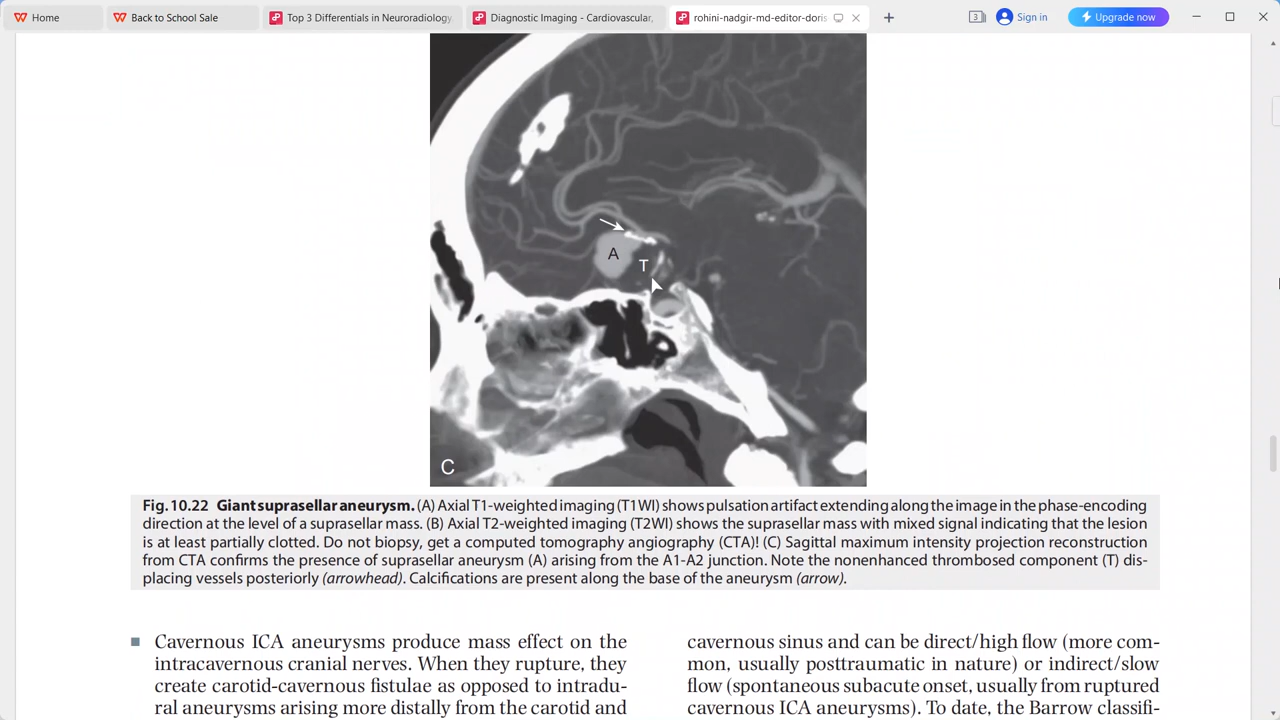 Home
Back to School Sale
Top 3 Differentials in Neuroradiology
Diagnostic Imaging - Cardiovascular,
rohini-nadgir-md-editor-doris
3
Sign in
Upgrade now
A
T
C
Fig. 10.22 Giant suprasellar aneurysm. (A) Axial T1-weighted imaging (T1WI) shows pulsation artifact extending along the image in the phase-encoding
direction at the level of a suprasellar mass. (B) Axial T2-weighted imaging (T2WI) shows the suprasellar mass with mixed signal indicating that the lesion
is at least partially clotted. Do not biopsy, get a computed tomography angiography (CTA)! (C) Sagittal maximum intensity projection reconstruction
from CTA confirms the presence of suprasellar aneurysm (A) arising from the A1-A2 junction. Note the nonenhanced thrombosed component (T) dis-
placing vessels posteriorly (arrowhead). Calcifications are present along the base of the aneurysm (arrow).
Cavernous ICA aneurysms produce mass effect on the
intracavernous cranial nerves. When they rupture, they
create carotid-cavernous fistulae as opposed to intradu-
ral aneurysms arising more distally from the carotid and
cavernous sinus and can be direct/high flow (more com-
mon, usually posttraumatic in nature) or indirect/slow
flow (spontaneous subacute onset, usually from ruptured
cavernous ICA aneurysms). To date, the Barrow classifi-